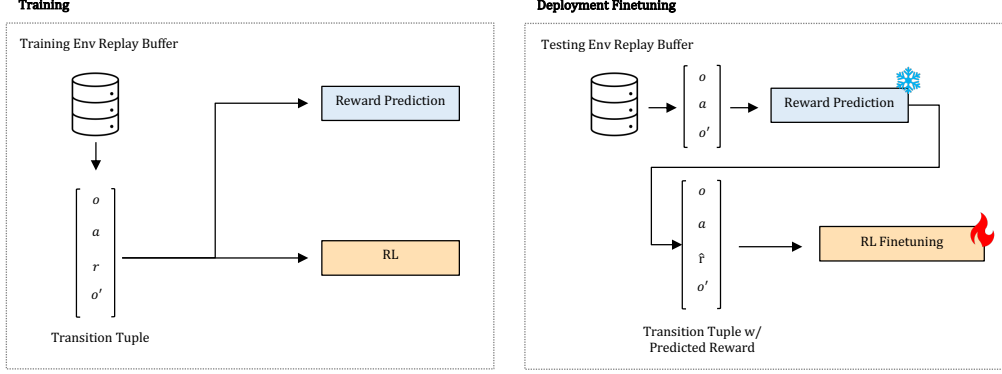 Training
Training Env Replay Buffer
Reward Prediction
o
a
r
o′
RL
Transition Tuple
Deployment Finetuning
Testing Env Replay Buffer
o
a
o′
Reward Prediction
o
a
r̂
o′
RL Finetuning
Transition Tuple w/
Predicted Reward